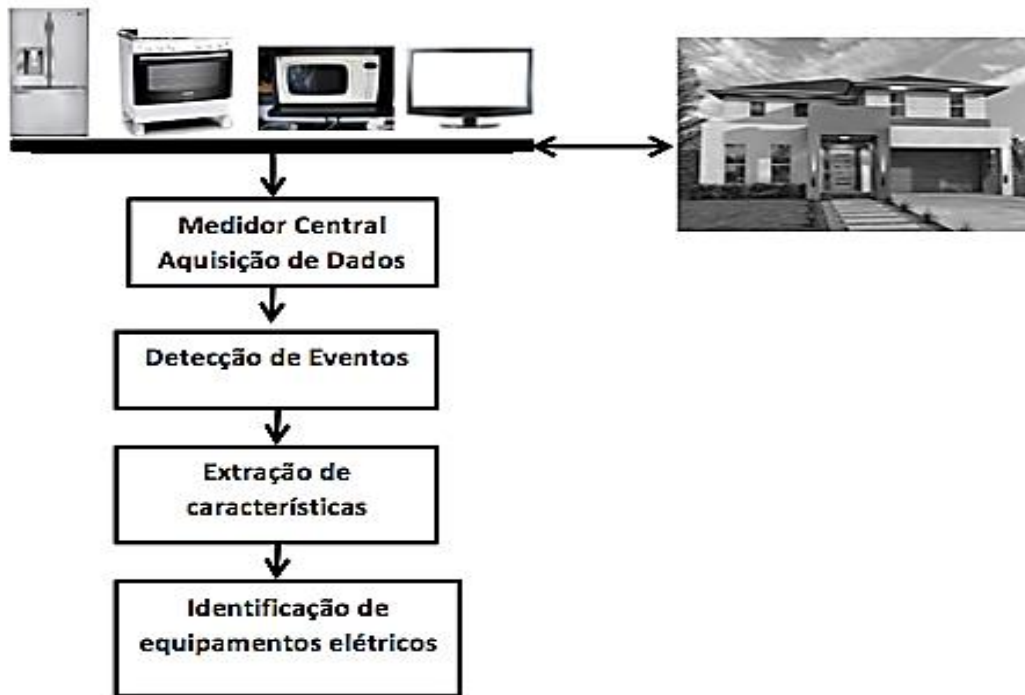 Medidor Central
Aquisição de Dados
Detecção de Eventos
Extração de
características
Identificação de
equipamentos elétricos